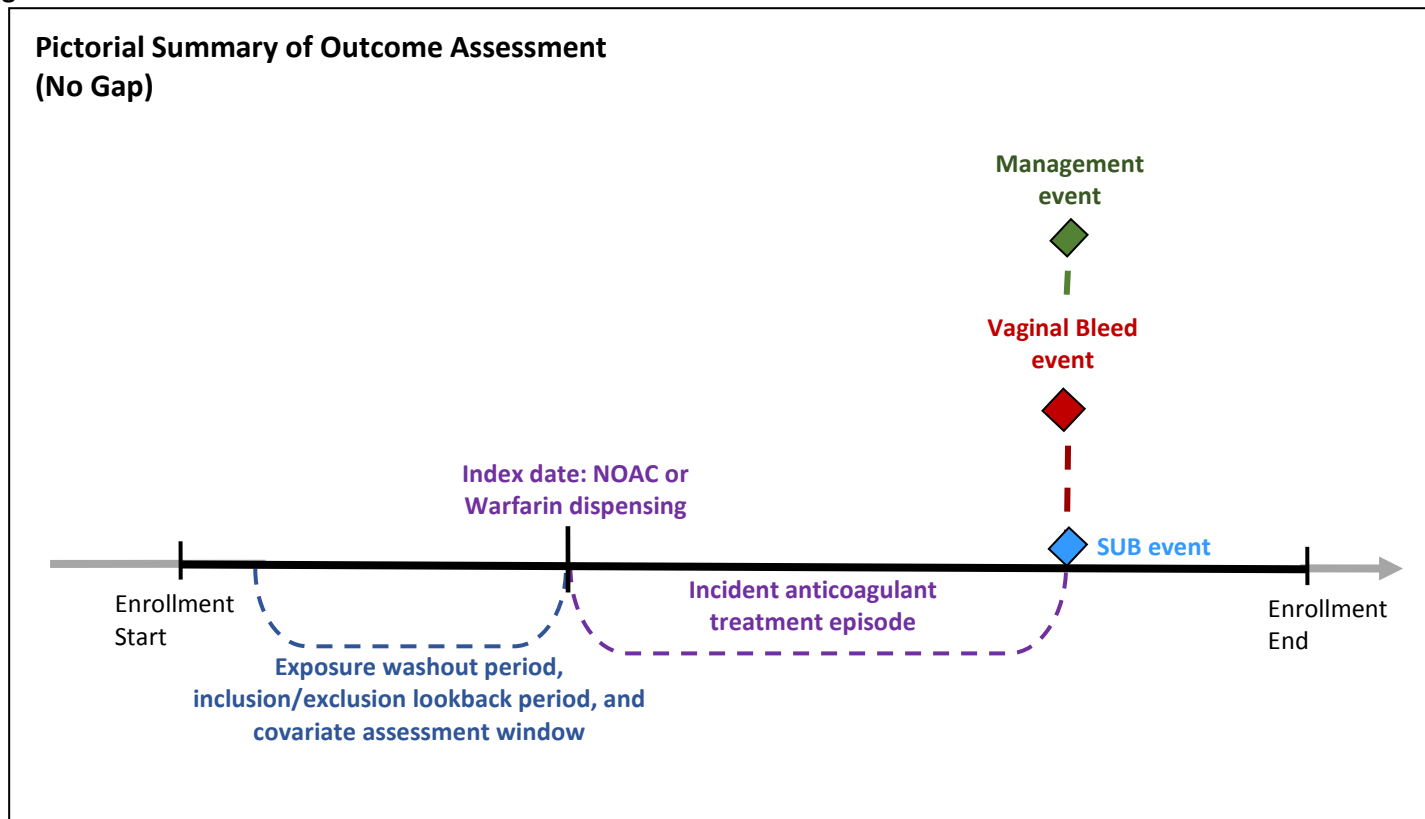 Pictorial Summary of Outcome Assessment
(No Gap)
Management
event
Vaginal Bleed
event
Index date: NOAC or
Warfarin dispensing
SUB event
Enrollment
Start
Incident anticoagulant
treatment episode
Enrollment
End
Exposure washout period,
inclusion/exclusion lookback period, and
covariate assessment window